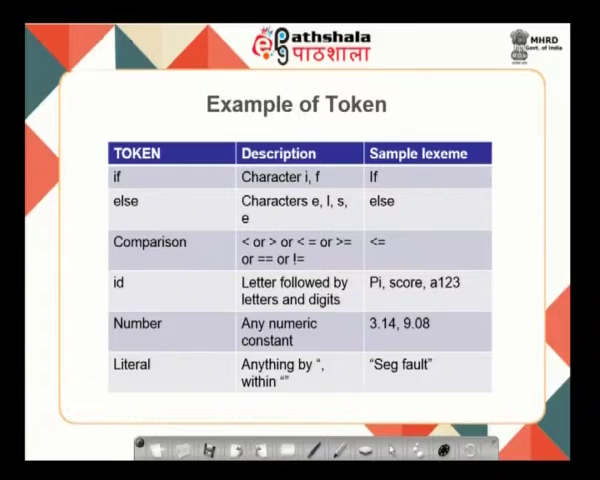 epg pathshala
पाठशाला
MHRD
Govt. of India
Example of Token
TOKEN Description Sample lexeme
if Character i, f If
else Characters e, l, s, else
e
Comparison < or > or < = or >= <=
or == or !=
id Letter followed by Pi, score, a123
letters and digits
Number Any numeric 3.14, 9.08
constant
Literal Anything by “, “Seg fault”
within “”